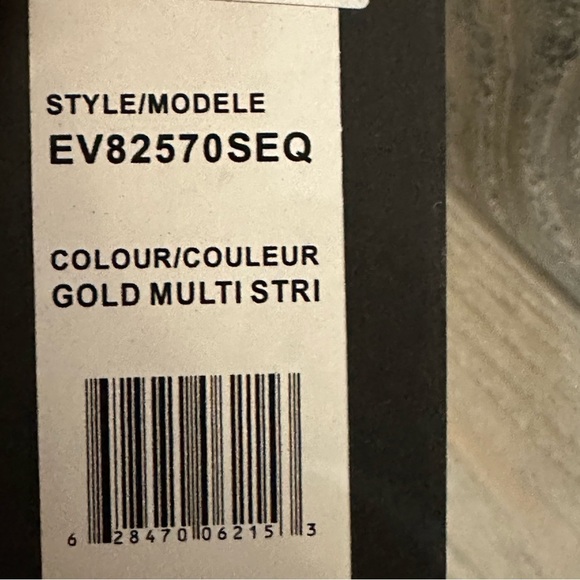 STYLE/MODELE
EV82570SEQ
COLOUR/COULEUR
GOLD MULTI STRI
6 28470 06215 3